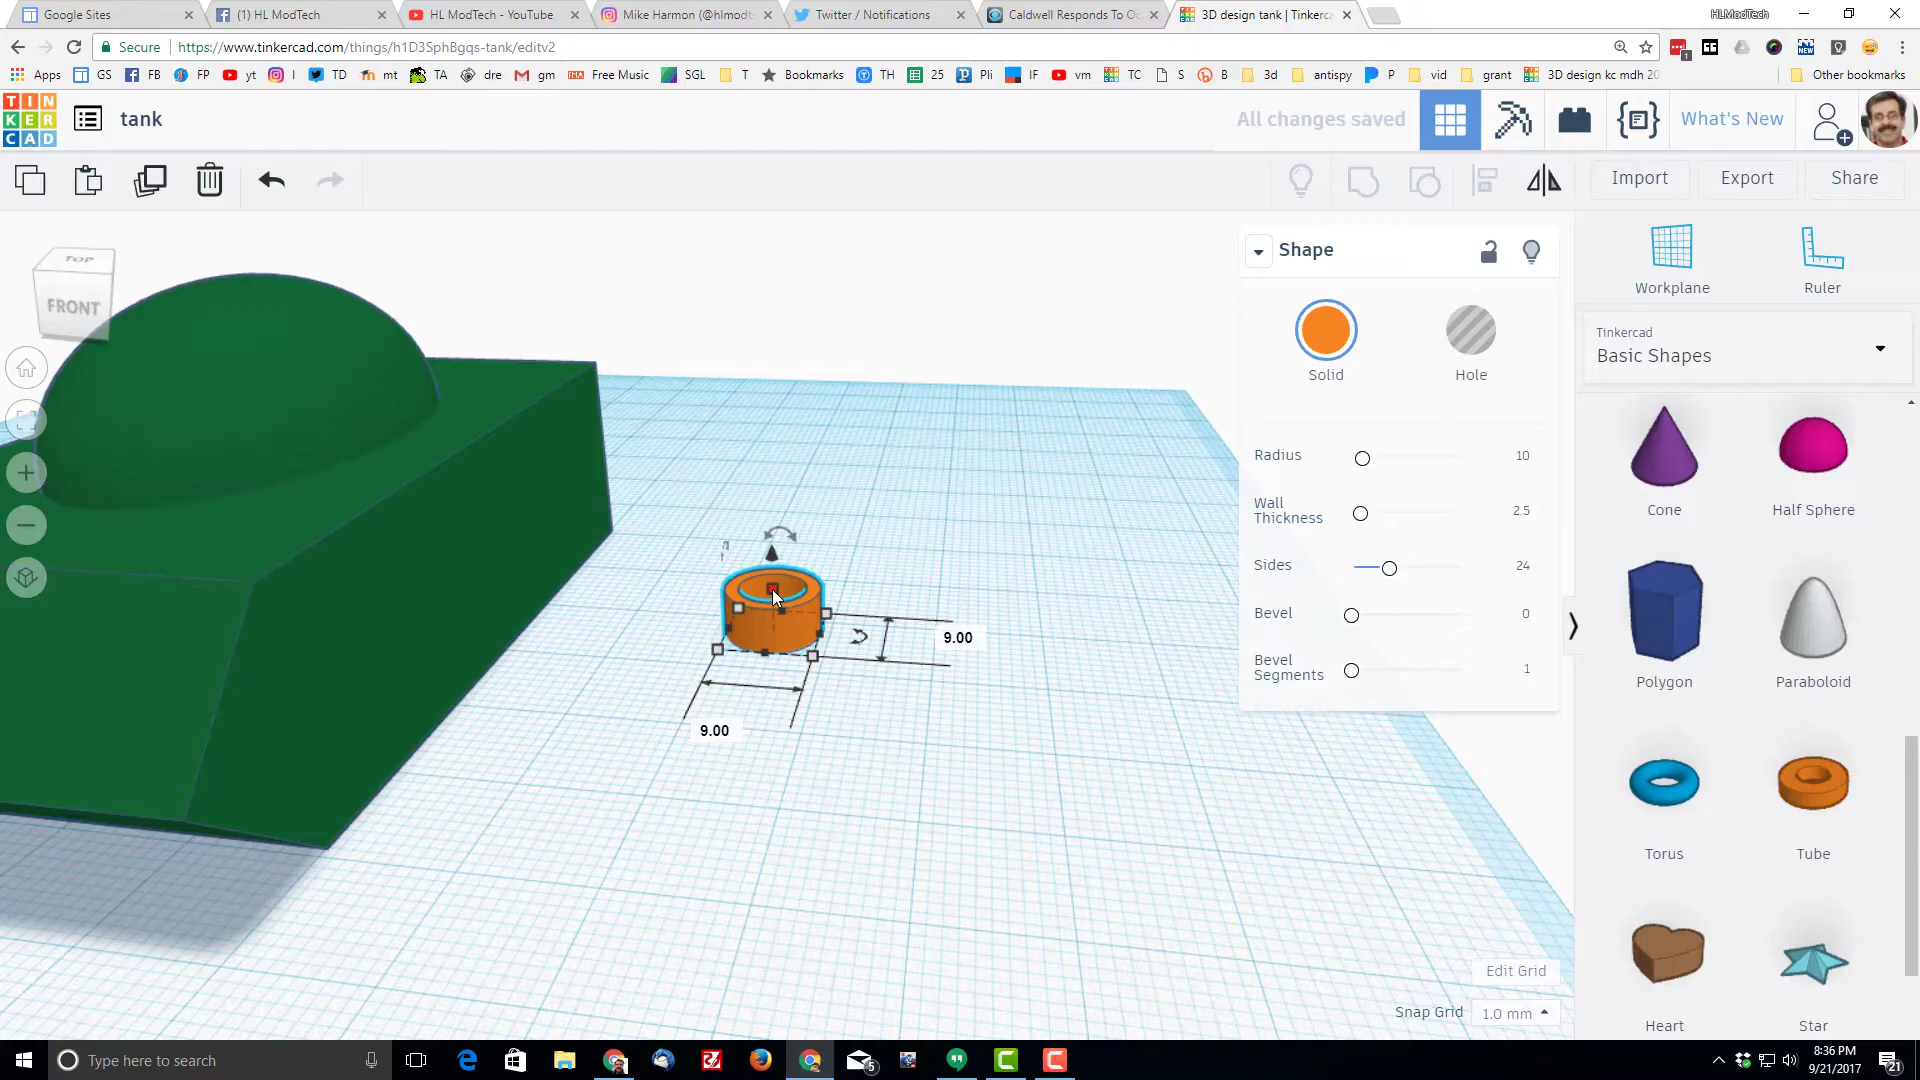 Google Sites
(1) HL ModTech
HL ModTech - YouTube
Mike Harmon (@hlmodt
Twitter / Notifications
Caldwell Responds To Oc
3D design tank | Tinkerca
HLModTech
Secure
https://www.tinkercad.com/things/h1D3SphBgqs-tank/editv2
Apps
GS
FB
FP
yt
I
TD
mt
TA
dre
gm
Free Music
SGL
T
Bookmarks
TH
25
Pli
IF
vm
TC
S
B
3d
antispy
P
vid
grant
3D design kc mdh 20
Other bookmarks
TIN
KER
CAD
tank
All changes saved
What's New
Import
Export
Share
TOP
FRONT
Shape
Solid
Hole
Radius
10
Wall
Thickness
2.5
Sides
24
Bevel
0
Bevel
Segments
1
9.00
9.00
Workplane
Ruler
Tinkercad
Basic Shapes
Cone
Half Sphere
Polygon
Paraboloid
Torus
Tube
Heart
Star
Edit Grid
Snap Grid
1.0 mm
Type here to search
5
8:36 PM
9/21/2017
21